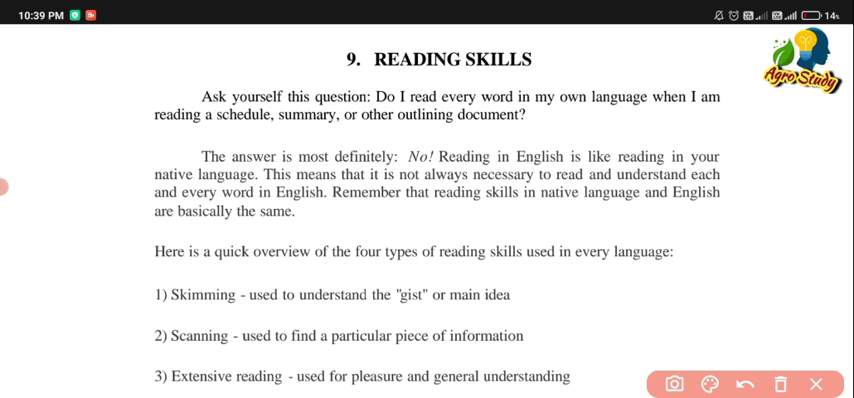 10:39 PM
14%
9. READING SKILLS
Agro Study
Ask yourself this question: Do I read every word in my own language when I am
reading a schedule, summary, or other outlining document?
The answer is most definitely: No! Reading in English is like reading in your
native language. This means that it is not always necessary to read and understand each
and every word in English. Remember that reading skills in native language and English
are basically the same.
Here is a quick overview of the four types of reading skills used in every language:
1) Skimming - used to understand the "gist" or main idea
2) Scanning - used to find a particular piece of information
3) Extensive reading - used for pleasure and general understanding